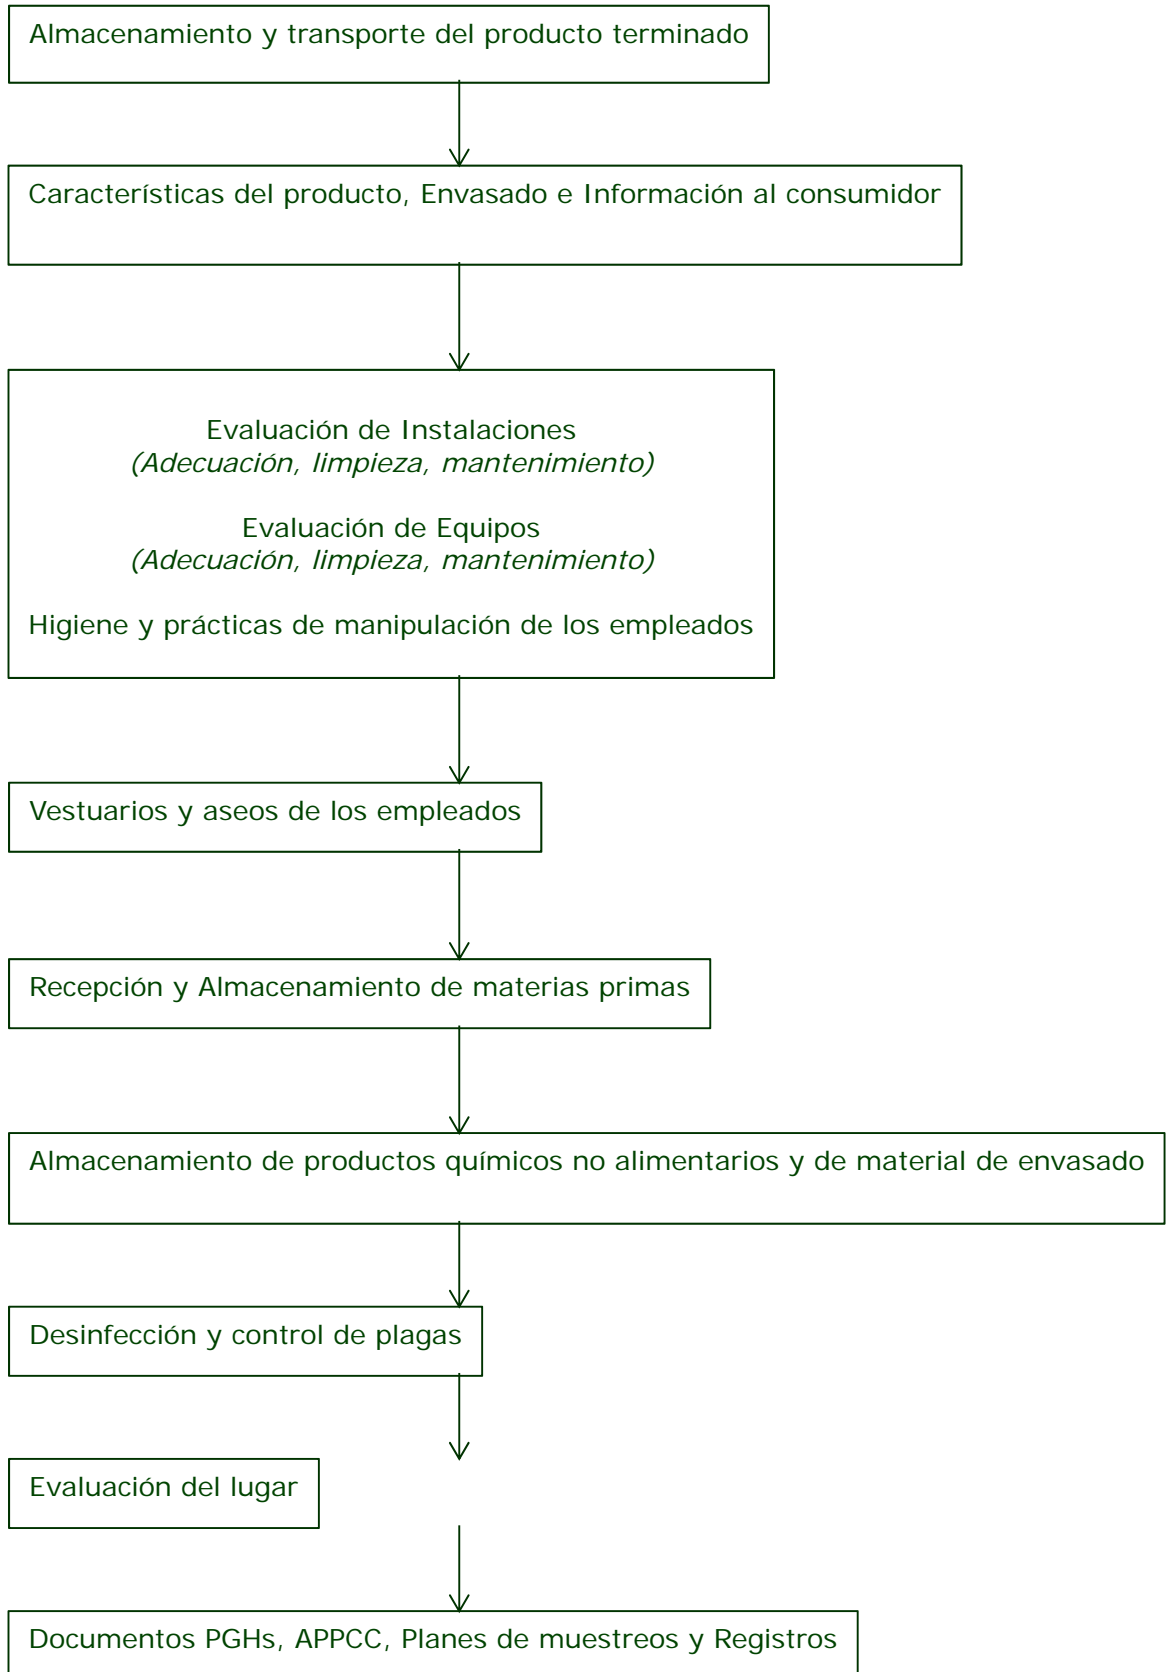 Almacenamiento y transporte del producto terminado
Características del producto, Envasado e Información al consumidor
Evaluación de Instalaciones
(Adecuación, limpieza, mantenimiento)
Evaluación de Equipos
(Adecuación, limpieza, mantenimiento)
Higiene y prácticas de manipulación de los empleados
Vestuarios y aseos de los empleados
Recepción y Almacenamiento de materias primas
Almacenamiento de productos químicos no alimentarios y de material de envasado
Desinfección y control de plagas
Evaluación del lugar
Documentos PGHs, APPCC, Planes de muestreos y Registros